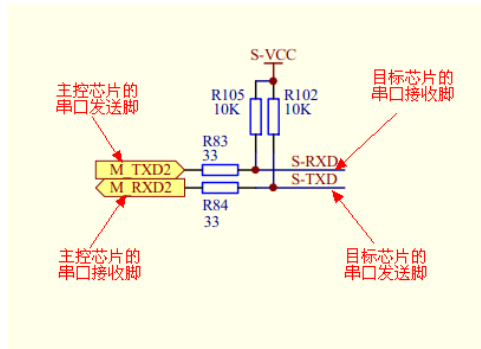 S-VCC
主控芯片的
串口发送脚
目标芯片的
串口接收脚
R105
10K
R102
10K
R83
33
M_TXD2
S-RXD
M_RXD2
S-TXD
R84
33
主控芯片的
串口接收脚
目标芯片的
串口发送脚